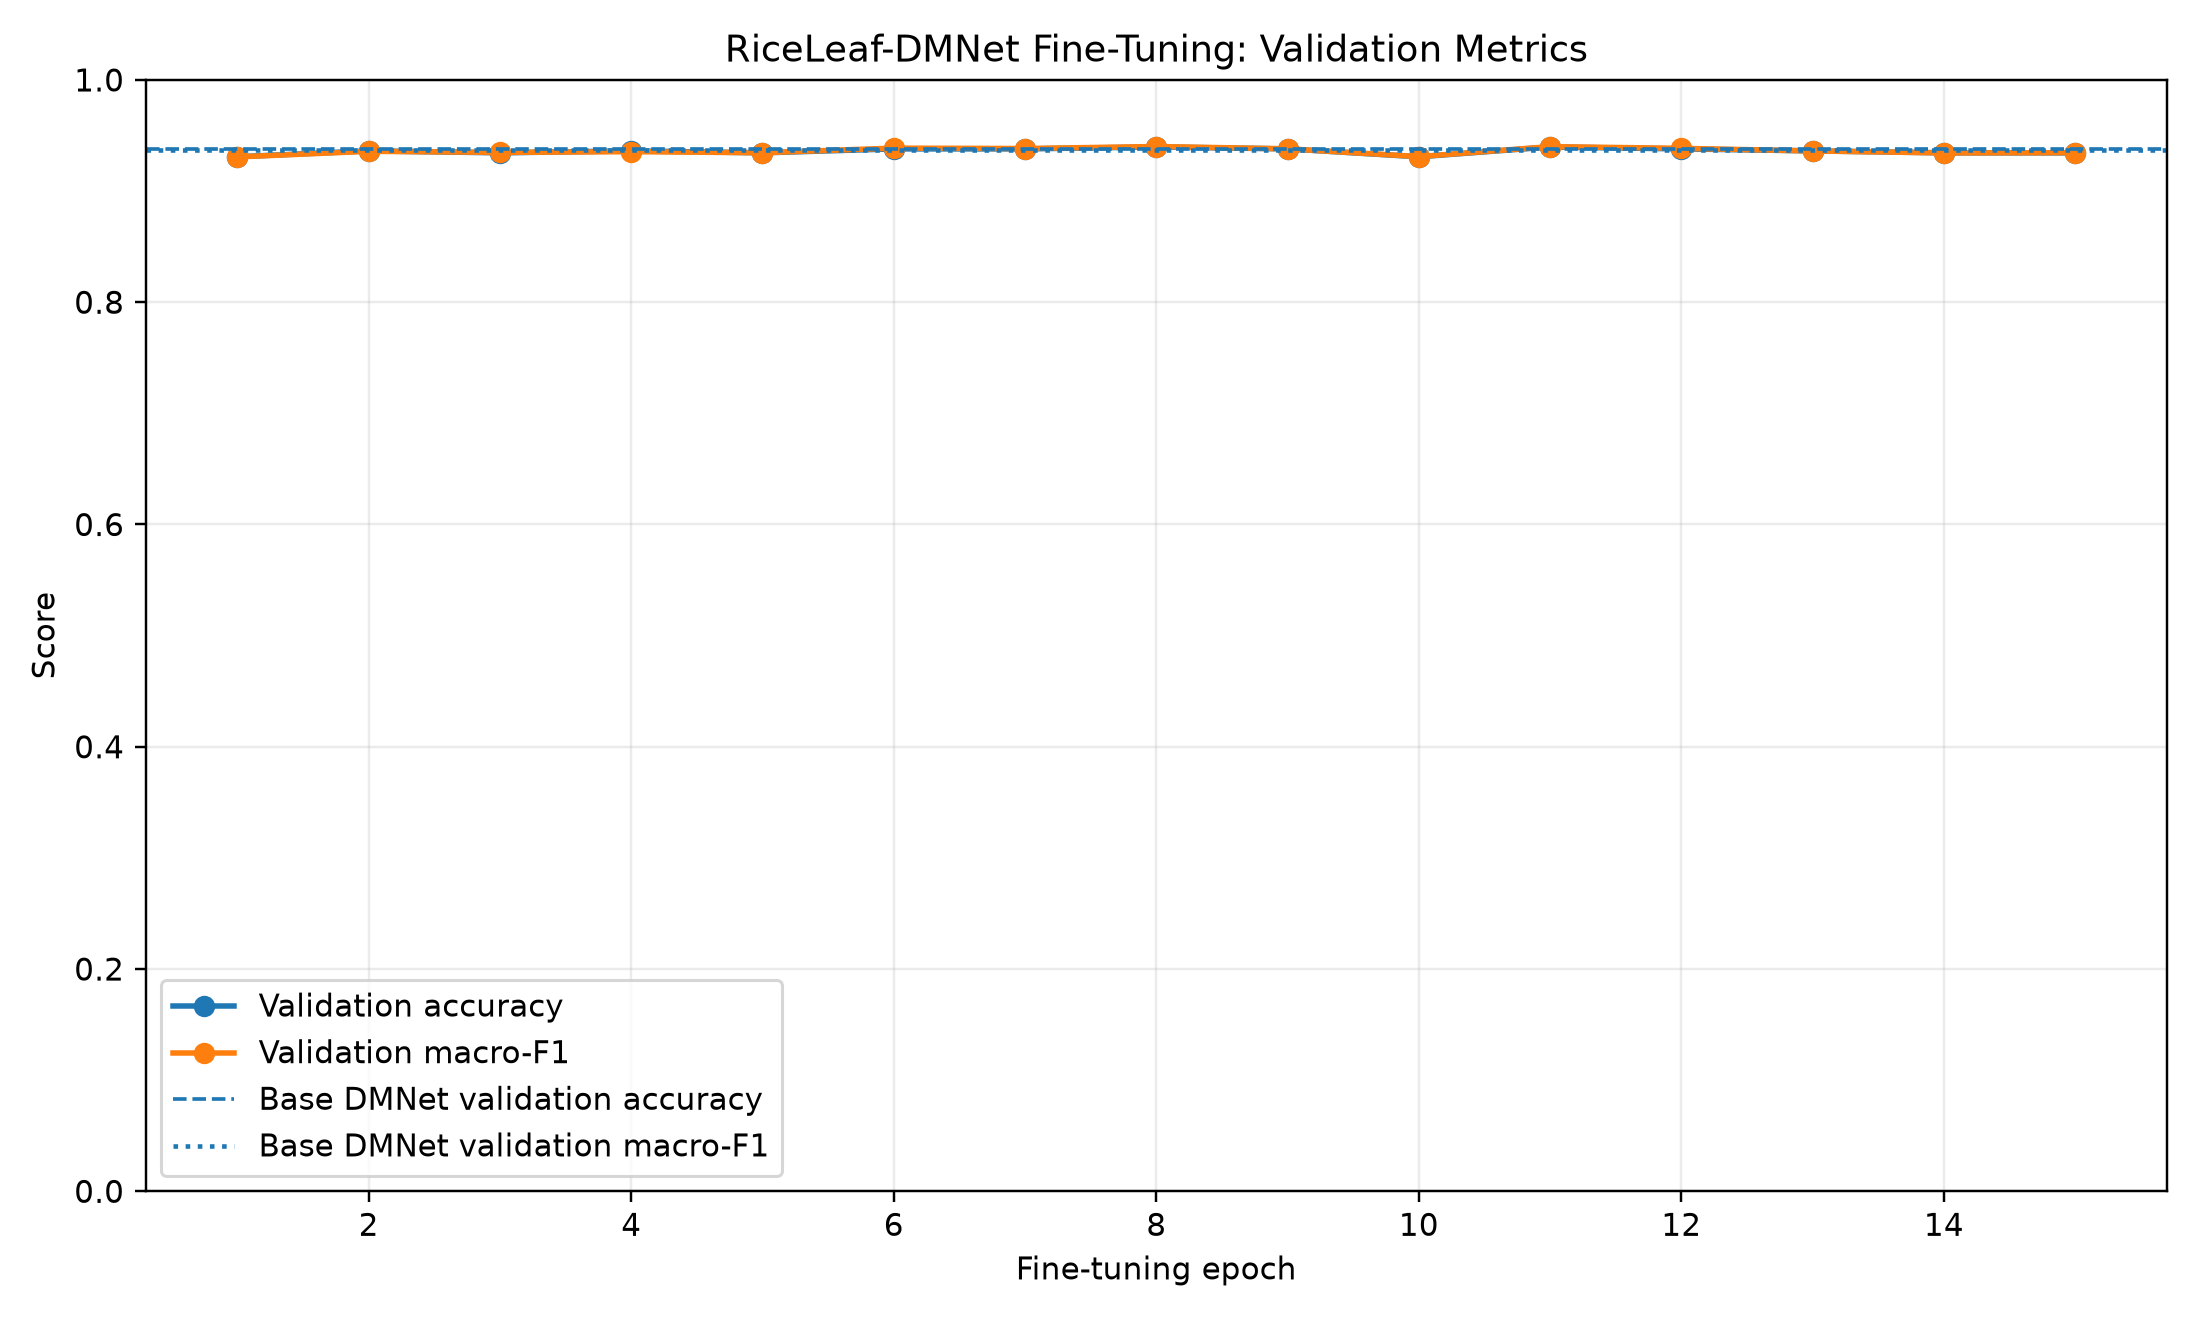 RiceLeaf-DMNet Fine-Tuning: Validation Metrics
1.0
0.8
0.6
0.4
0.2
0.0
Score
Validation accuracy
Validation macro-F1
Base DMNet validation accuracy
Base DMNet validation macro-F1
2 4 6 8 10 12 14
Fine-tuning epoch